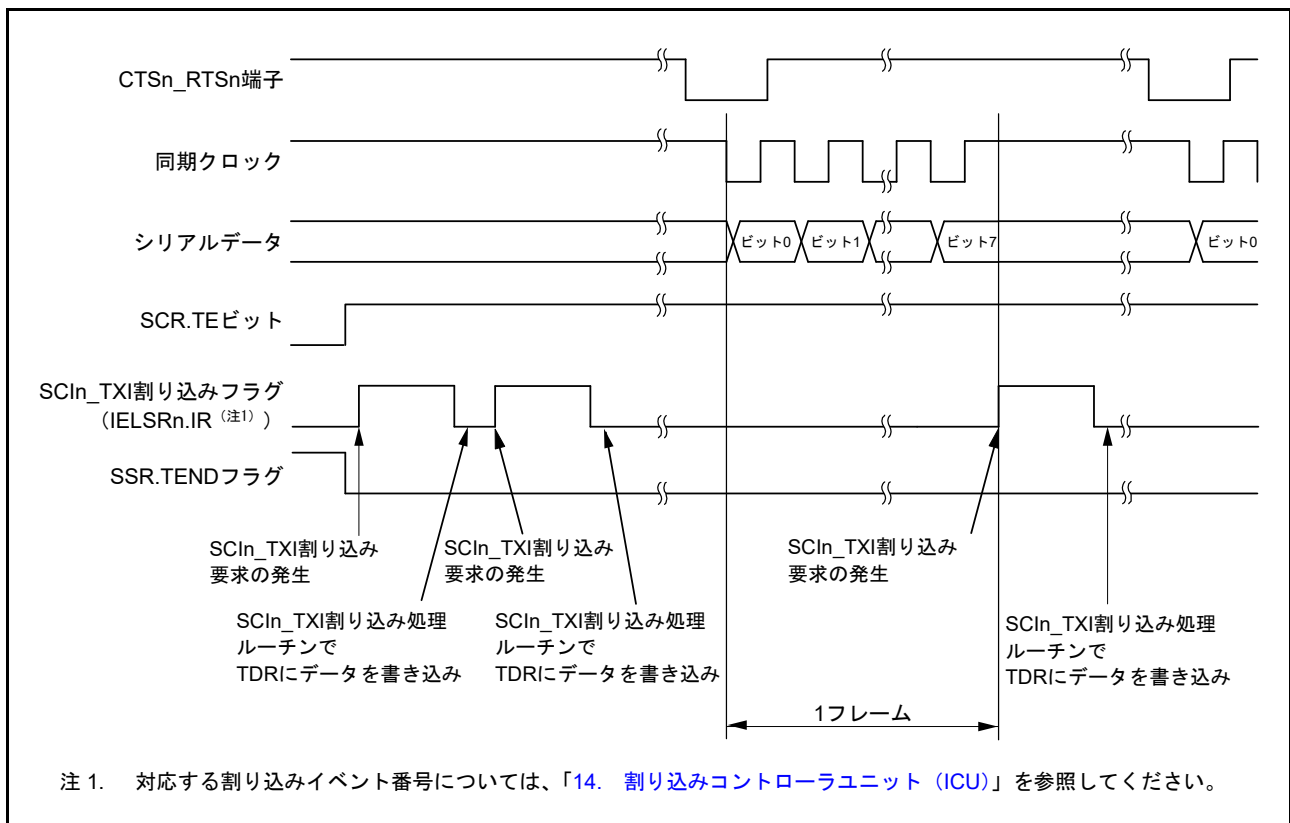 CTSn_RTSn端子
同期クロック
シリアルデータ
ビット0
ビット1
ビット7
ビット0
SCR.TEビット
SCIn_TXI割り込みフラグ
(IELSRn.IR (注1) )
SSR.TENDフラグ
SCIn_TXI割り込み
要求の発生
SCIn_TXI割り込み
要求の発生
SCIn_TXI割り込み
要求の発生
SCIn_TXI割り込み処理
ルーチンで
TDRにデータを書き込み
SCIn_TXI割り込み処理
ルーチンで
TDRにデータを書き込み
SCIn_TXI割り込み処理
ルーチンで
TDRにデータを書き込み
1フレーム
注 1. 対応する割り込みイベント番号については、「14. 割り込みコントローラユニット（ICU）」を参照してください。